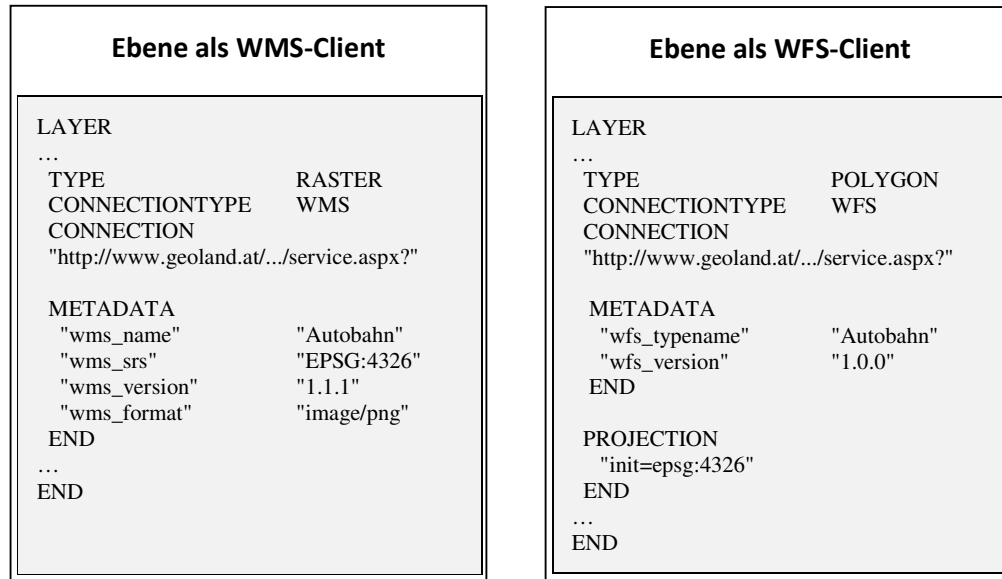 Ebene als WMS-Client
LAYER
…
TYPE RASTER
CONNECTIONTYPE WMS
CONNECTION
"http://www.geoland.at/.../service.aspx?"
METADATA
"wms_name" "Autobahn"
"wms_srs" "EPSG:4326"
"wms_version" "1.1.1"
"wms_format" "image/png"
END
…
END
Ebene als WFS-Client
LAYER
…
TYPE POLYGON
CONNECTIONTYPE WFS
CONNECTION
"http://www.geoland.at/.../service.aspx?"
METADATA
"wfs_typename" "Autobahn"
"wfs_version" "1.0.0"
END
PROJECTION
"init=epsg:4326"
END
…
END